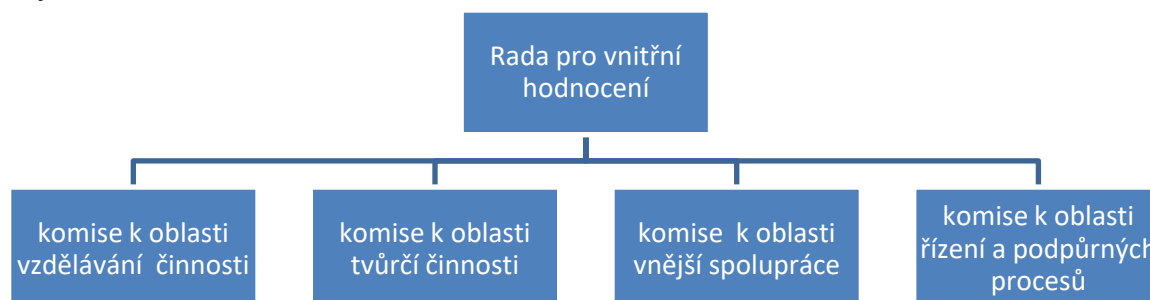 Rada pro vnitřní
hodnocení
komise k oblasti
vzdělávání  činnosti
komise k oblasti
tvůrčí činnosti
komise  k oblasti
vnější spolupráce
komise k oblasti
řízení a podpůrných
procesů